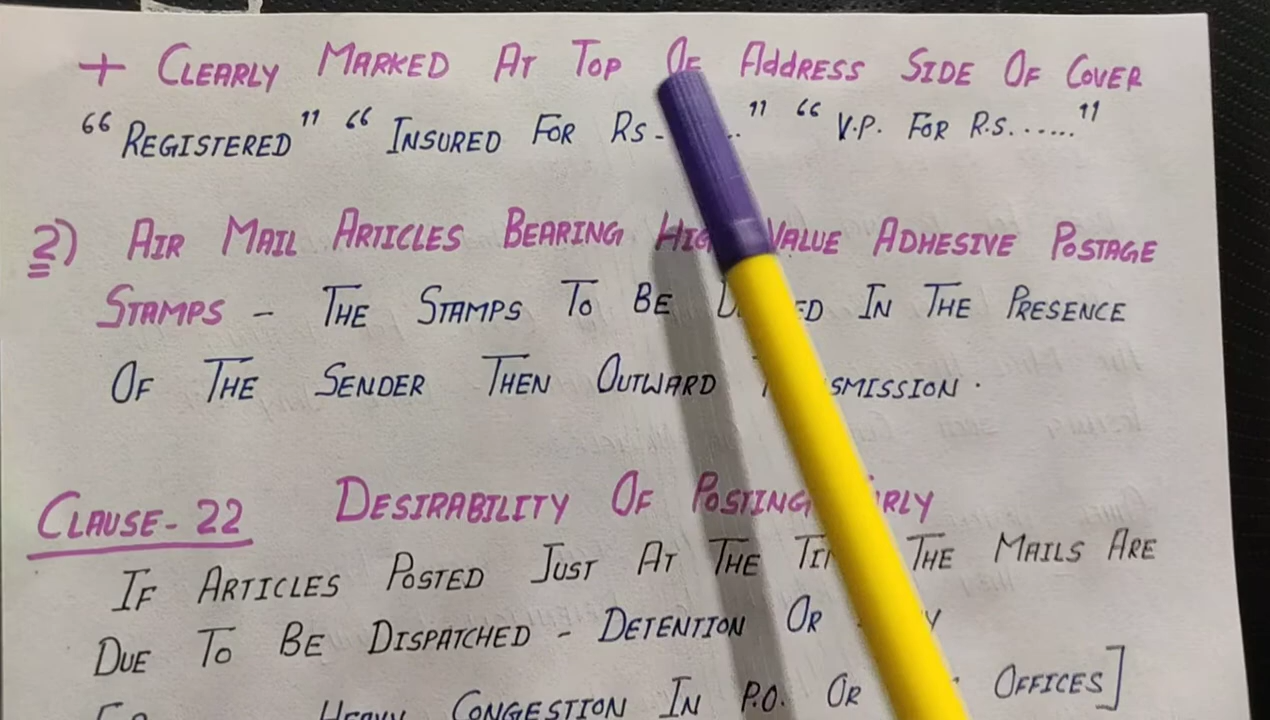 + CLEARLY MARKED AT TOP OF ADDRESS SIDE OF COVER
"REGISTERED" "INSURED FOR RS-..." "V.P. FOR R.S......"
2) AIR MAIL ARTICLES BEARING VALUE ADHESIVE POSTAGE
STAMPS - THE STAMPS TO BE IN THE PRESENCE
OF THE SENDER THEN OUTWARD
CLAUSE-22 DESIRABILITY OF POSTING
IF ARTICLES POSTED JUST AT THE THE MAILS ARE
DUE TO BE DISPATCHED - DETENTION OR
HEAVY CONGESTION IN P.O. OR OFFICES]